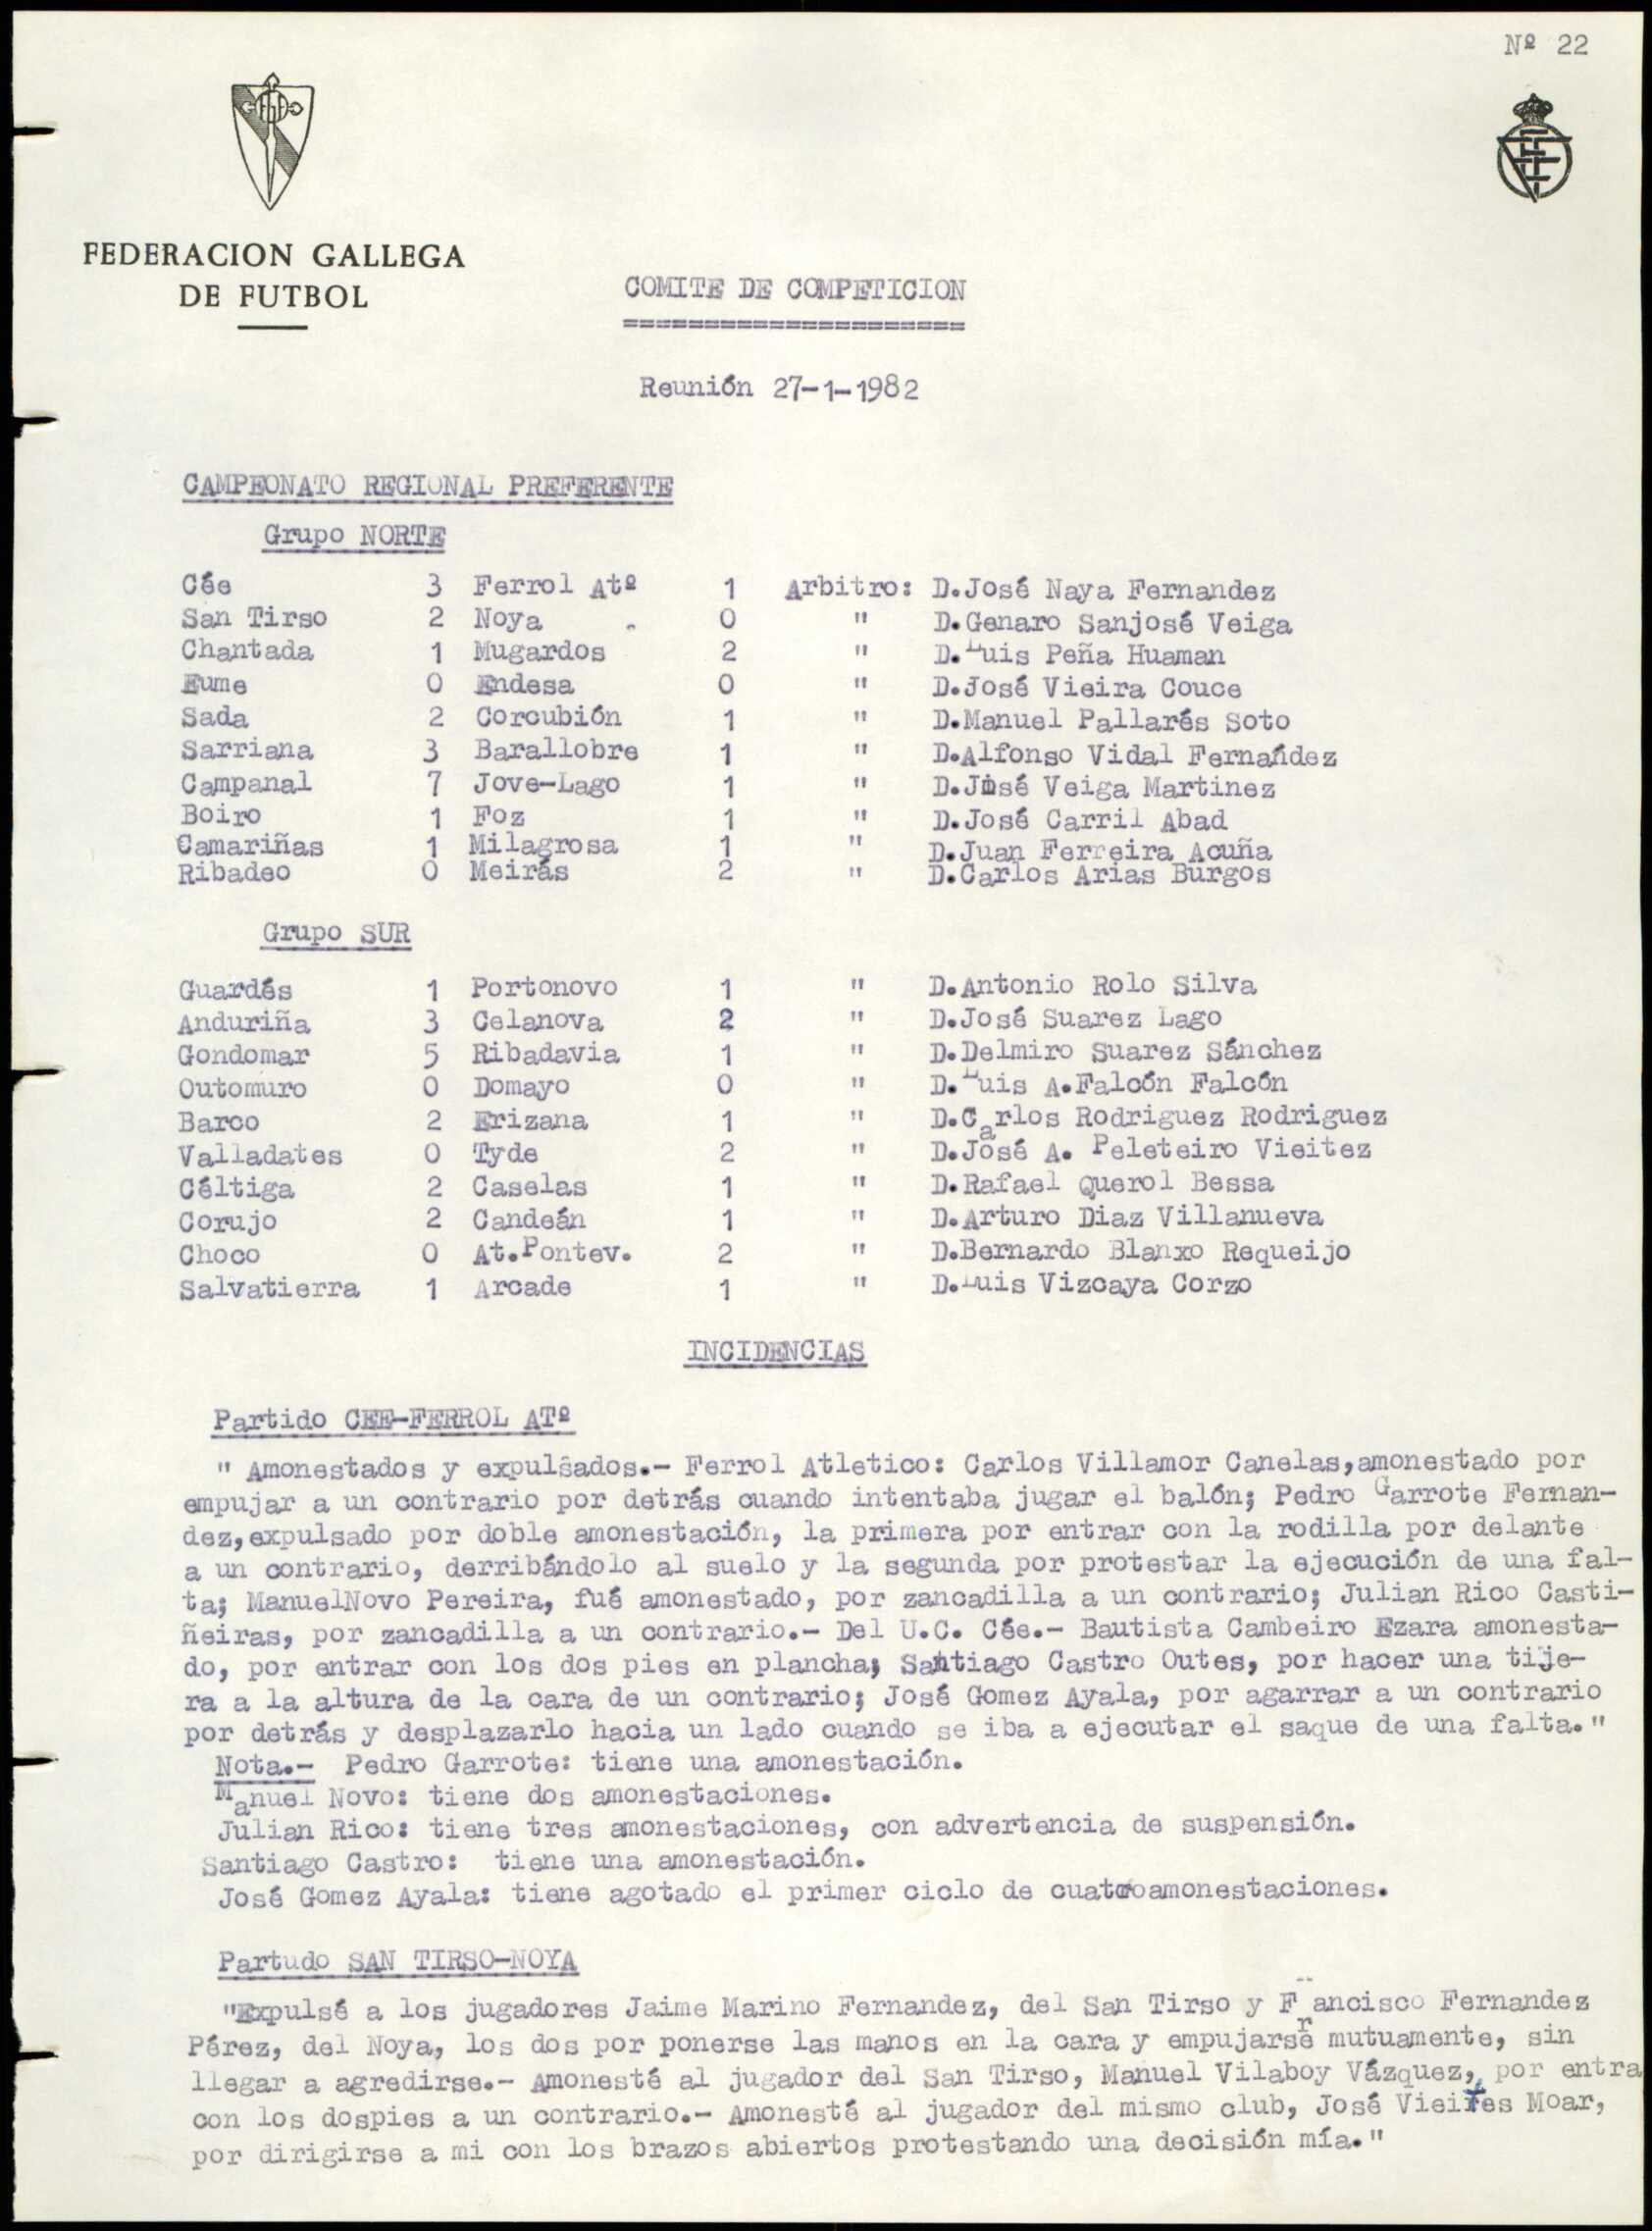 Nº 22
FEDERACION GALLEGA
DE FUTBOL
COMITE DE COMPETICION
=====================
Reunión 27-1-1982
CAMPEONATO REGIONAL PREFERENTE
Grupo NORTE
Cée 3 Ferrol Atº 1 Arbitro: D.José Naya Fernandez
San Tirso 2 Noya 0 " D.Genaro Sanjosé Veiga
Chantada 1 Mugardos 2 " D.Luis Peña Huaman
Eume 0 Endesa 0 " D.José Vieira Couce
Sada 2 Corcubión 1 " D.Manuel Pallarés Soto
Sarriana 3 Barallobre 1 " D.Alfonso Vidal Fernandez
Campanal 7 Jove-Lago 1 " D.José Veiga Martinez
Boiro 1 Foz 1 " D.José Carril Abad
Camariñas 1 Milagrosa 1 " D.Juan Ferreira Acuña
Ribadeo 0 Meirás 2 " D.Carlos Arias Burgos
Grupo SUR
Guardés 1 Portonovo 1 " D.Antonio Rolo Silva
Anduriña 3 Celanova 2 " D.José Suarez Lago
Gondomar 5 Ribadavia 1 " D.Delmiro Suarez Sánchez
Outomuro 0 Domayo 0 " D.Luis A.Falcón Falcón
Barco 2 Erizana 1 " D.Carlos Rodriguez Rodriguez
Valladates 0 Tyde 2 " D.José A. Peleteiro Vieitez
Céltiga 2 Caselas 1 " D.Rafael Querol Bessa
Corujo 2 Candeán 1 " D.Arturo Diaz Villanueva
Choco 0 At.Pontev. 2 " D.Bernardo Blanxo Requeijo
Salvatierra 1 Arcade 1 " D.Luis Vizcaya Corzo
INCIDENCIAS
Partido CEE-FERROL ATº
" Amonestados y expulsados.- Ferrol Atletico: Carlos Villamor Canelas,amonestado por
empujar a un contrario por detrás cuando intentaba jugar el balón; Pedro Garrote Fernan-
dez,expulsado por doble amonestación, la primera por entrar con la rodilla por delante
a un contrario, derribándolo al suelo y la segunda por protestar la ejecución de una fal-
ta; ManuelNovo Pereira, fué amonestado, por zancadilla a un contrario; Julian Rico Casti-
ñeiras, por zancadilla a un contrario.- Del U.C. Cée.- Bautista Cambeiro Ezara amonesta-
do, por entrar con los dos pies en plancha; Santiago Castro Outes, por hacer una tije-
ra a la altura de la cara de un contrario; José Gomez Ayala, por agarrar a un contrario
por detrás y desplazarlo hacia un lado cuando se iba a ejecutar el saque de una falta."
Nota.- Pedro Garrote: tiene una amonestación.
Manuel Novo: tiene dos amonestaciones.
Julian Rico: tiene tres amonestaciones, con advertencia de suspensión.
Santiago Castro: tiene una amonestación.
José Gomez Ayala: tiene agotado el primer ciclo de cuatroamonestaciones.
Partudo SAN TIRSO-NOYA
"Expulsé a los jugadores Jaime Marino Fernandez, del San Tirso y Francisco Fernandez
Pérez, del Noya, los dos por ponerse las manos en la cara y empujarse mutuamente, sin
llegar a agredirse.- Amonesté al jugador del San Tirso, Manuel Vilaboy Vázquez, por entra
con los dospies a un contrario.- Amonesté al jugador del mismo club, José Vieites Moar,
por dirigirse a mi con los brazos abiertos protestando una decisión mía."